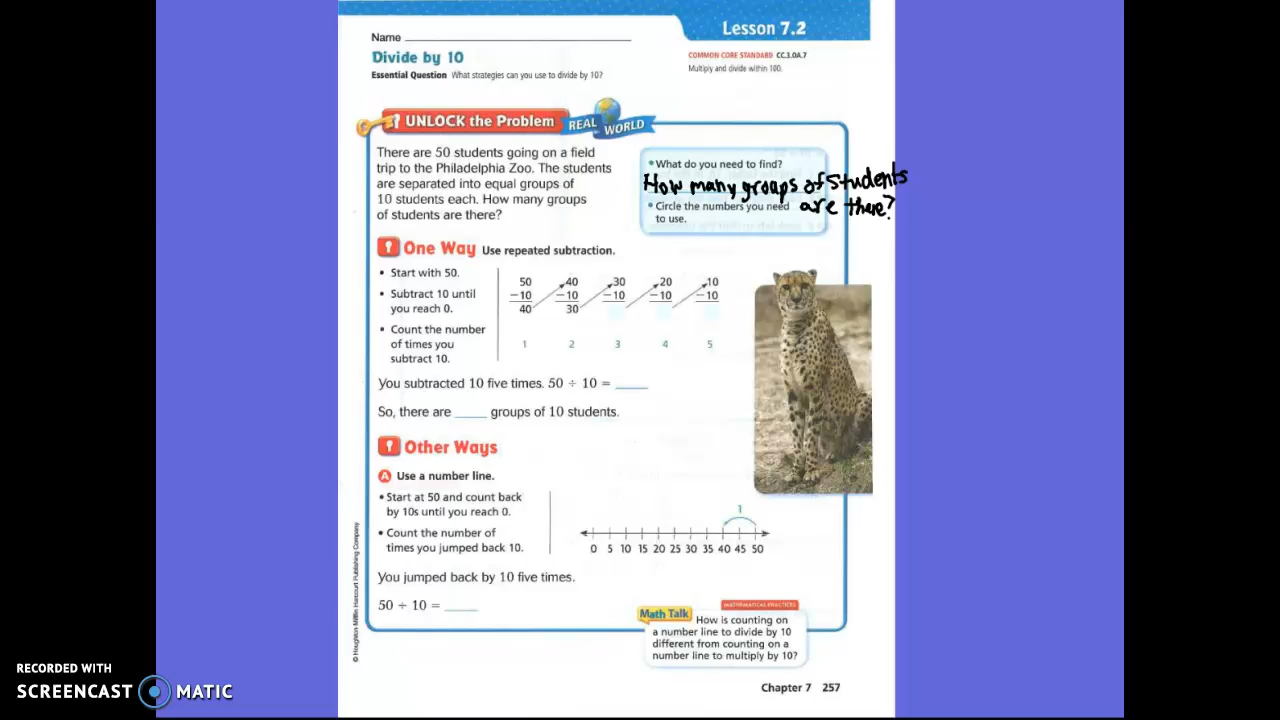 Lesson 7.2
Name
Divide by 10
COMMON CORE STANDARD CC.3.OA.7
Multiply and divide within 100.
Essential Question What strategies can you use to divide by 10?
UNLOCK the Problem REAL WORLD
There are 50 students going on a field
trip to the Philadelphia Zoo. The students
are separated into equal groups of
10 students each. How many groups
of students are there?
• What do you need to find?
How many groups of students
are there?
• Circle the numbers you need
to use.
One Way Use repeated subtraction.
• Start with 50.
• Subtract 10 until
you reach 0.
• Count the number
of times you
subtract 10.
50 40 30 20 10
−10 −10 −10 −10 −10
40 30
1 2 3 4 5
You subtracted 10 five times. 50 ÷ 10 = ____
So, there are ____ groups of 10 students.
Other Ways
A Use a number line.
• Start at 50 and count back
by 10s until you reach 0.
• Count the number of
times you jumped back 10.
1
0 5 10 15 20 25 30 35 40 45 50
You jumped back by 10 five times.
50 ÷ 10 = ____
Math Talk MATHEMATICAL PRACTICES
How is counting on
a number line to divide by 10
different from counting on a
number line to multiply by 10?
© Houghton Mifflin Harcourt Publishing Company
Chapter 7 257
RECORDED WITH
SCREENCAST MATIC